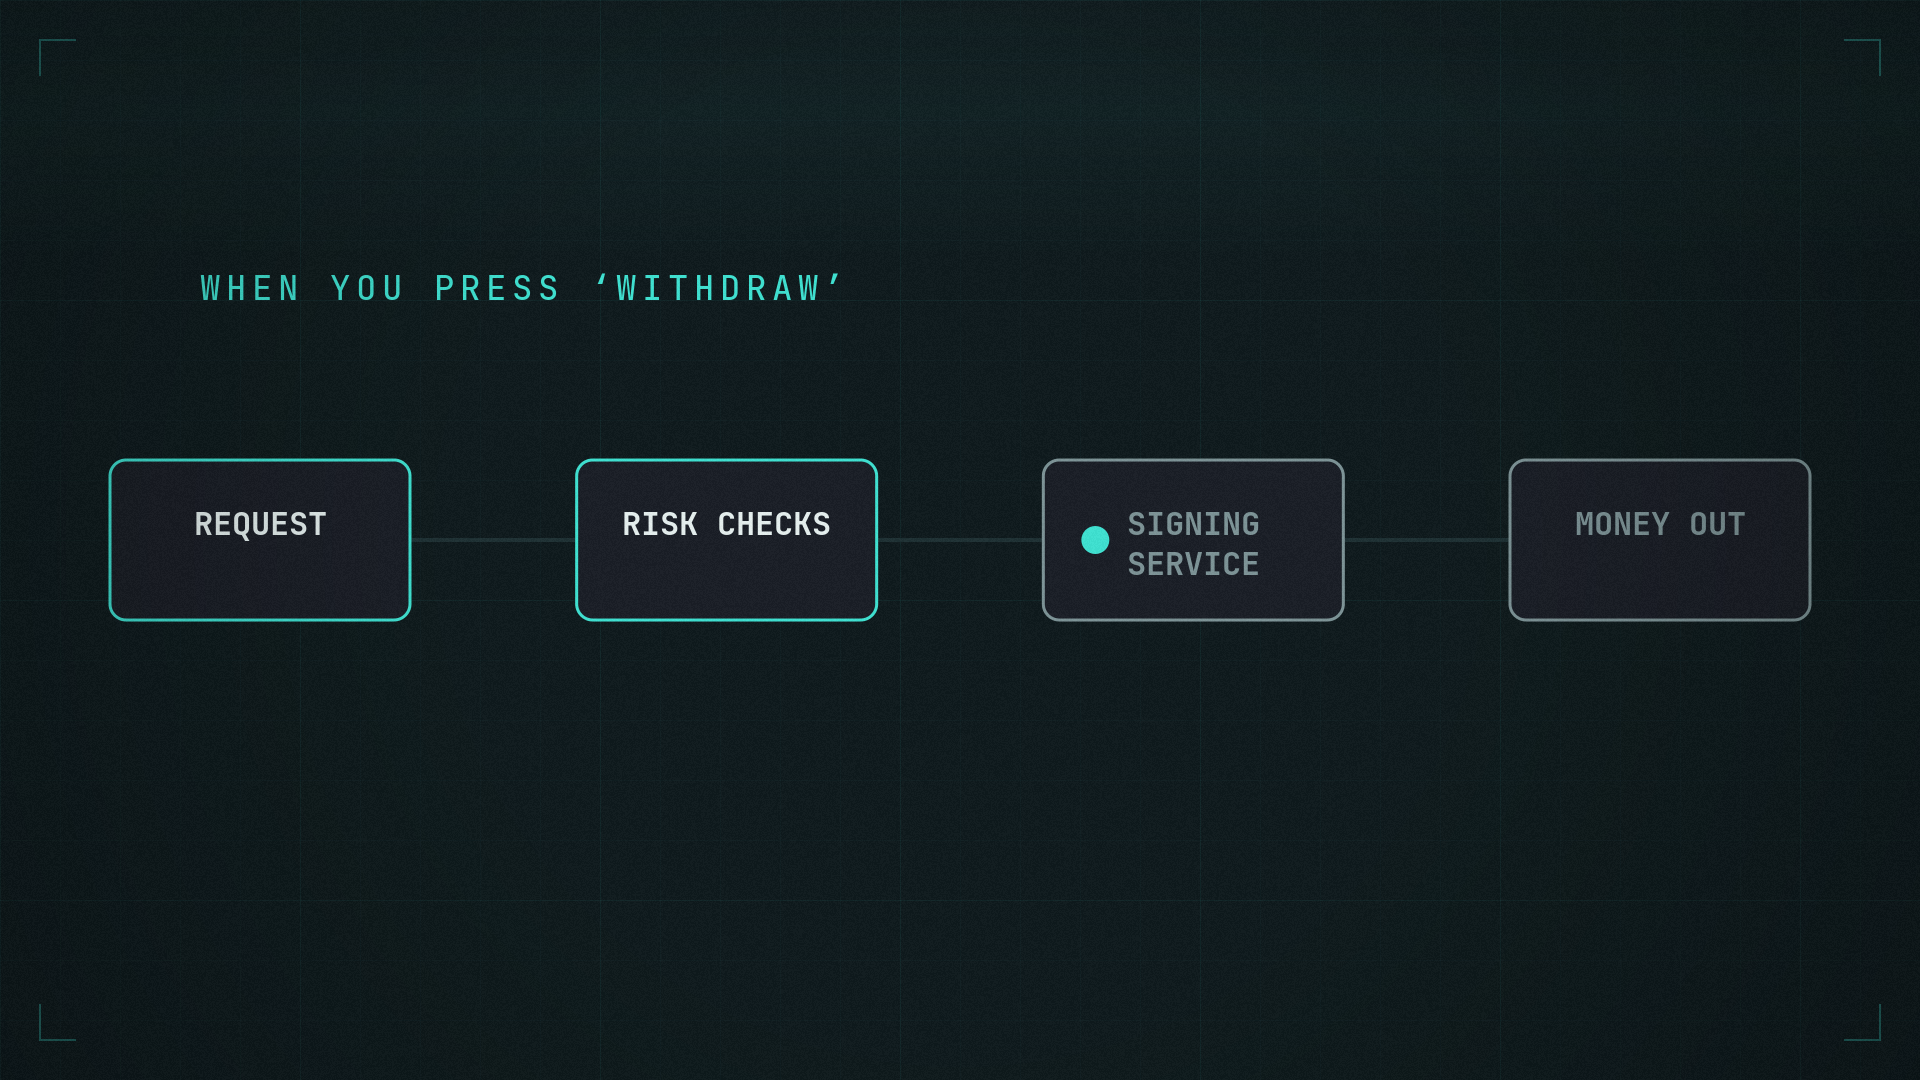 WHEN YOU PRESS ‘WITHDRAW’
REQUEST
RISK CHECKS
SIGNING
SERVICE
MONEY OUT